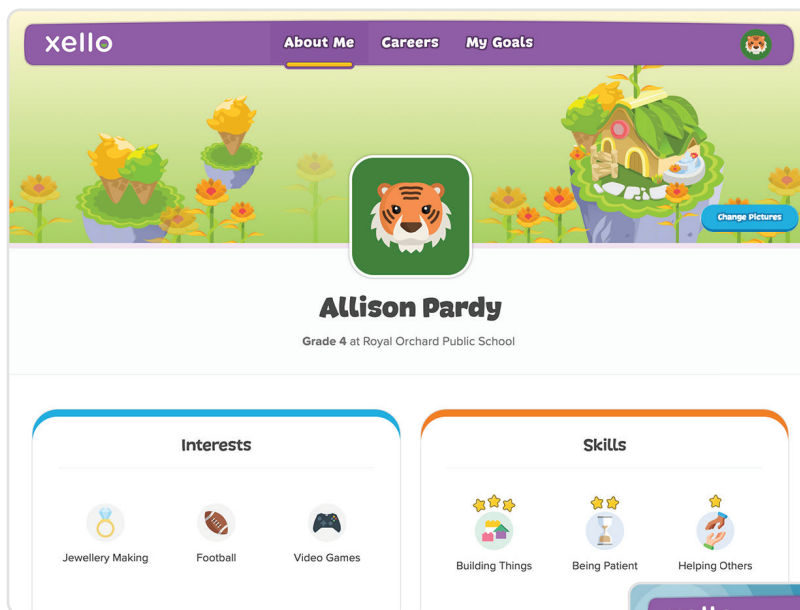 xello
About Me Careers My Goals
Change Pictures
Allison Pardy
Grade 4 at Royal Orchard Public School
Interests
Jewellery Making Football Video Games
Skills
Building Things Being Patient Helping Others